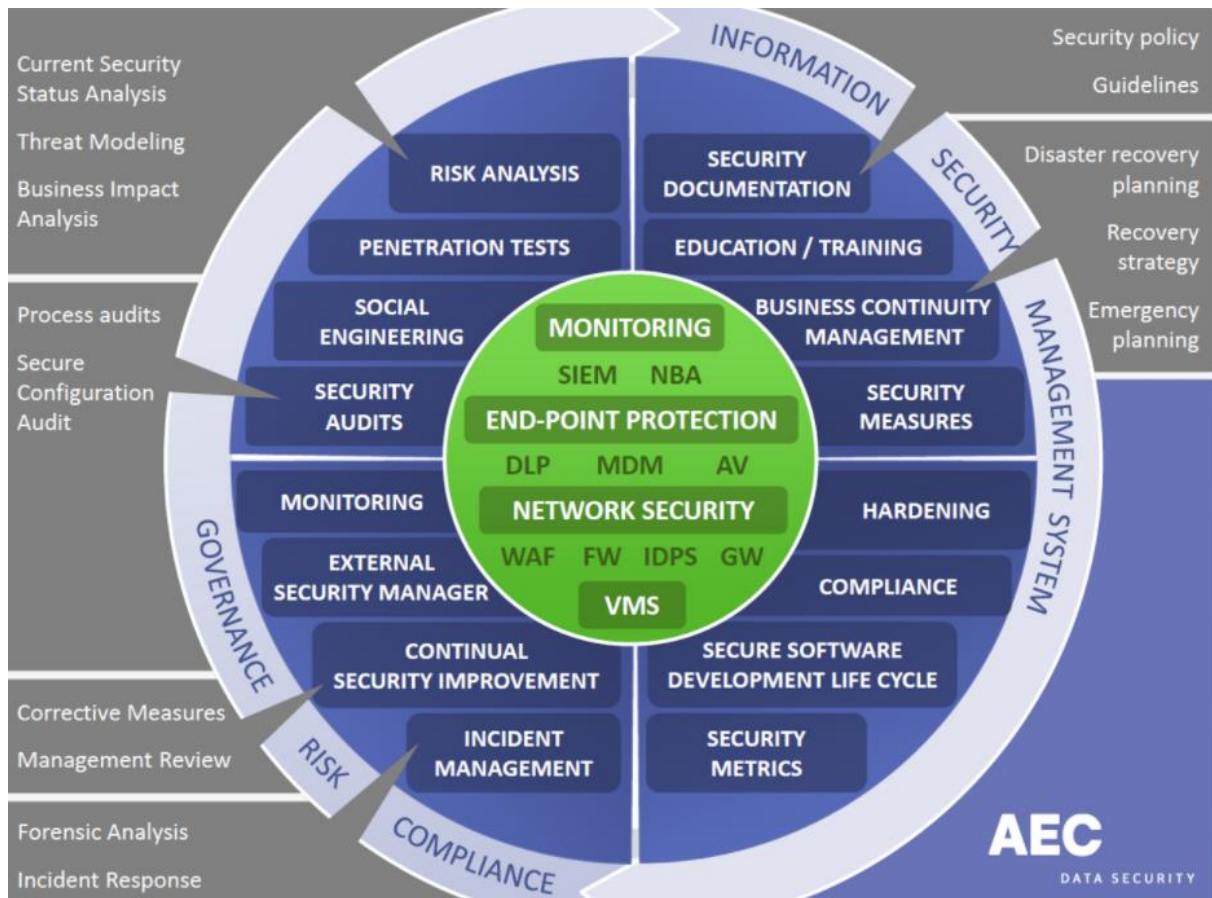 Current Security
Status Analysis
Threat Modeling
Business Impact
Analysis
Process audits
Secure
Configuration
Audit
Corrective Measures
Management Review
Forensic Analysis
Incident Response
INFORMATION
SECURITY
MANAGEMENT SYSTEM
GOVERNANCE
RISK
COMPLIANCE
RISK ANALYSIS
PENETRATION TESTS
SOCIAL
ENGINEERING
SECURITY
AUDITS
SECURITY
DOCUMENTATION
EDUCATION / TRAINING
BUSINESS CONTINUITY
MANAGEMENT
SECURITY
MEASURES
MONITORING
SIEM NBA
END-POINT PROTECTION
DLP MDM AV
NETWORK SECURITY
WAF FW IDPS GW
VMS
MONITORING
EXTERNAL
SECURITY MANAGER
CONTINUAL
SECURITY IMPROVEMENT
INCIDENT
MANAGEMENT
HARDENING
COMPLIANCE
SECURE SOFTWARE
DEVELOPMENT LIFE CYCLE
SECURITY
METRICS
Security policy
Guidelines
Disaster recovery
planning
Recovery
strategy
Emergency
planning
AEC
DATA SECURITY